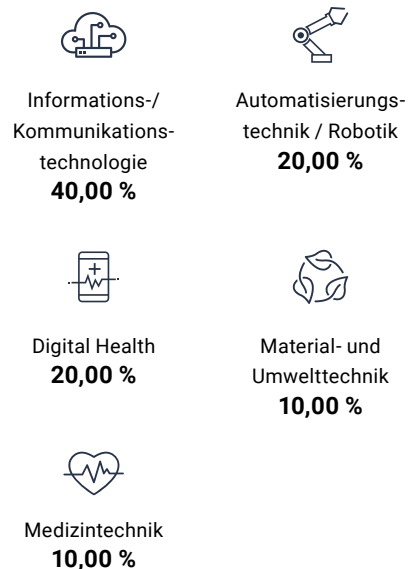 Informations-/
Kommunikations-
technologie
40,00 %
Automatisierungs-
technik / Robotik
20,00 %
Digital Health
20,00 %
Material- und
Umwelttechnik
10,00 %
Medizintechnik
10,00 %